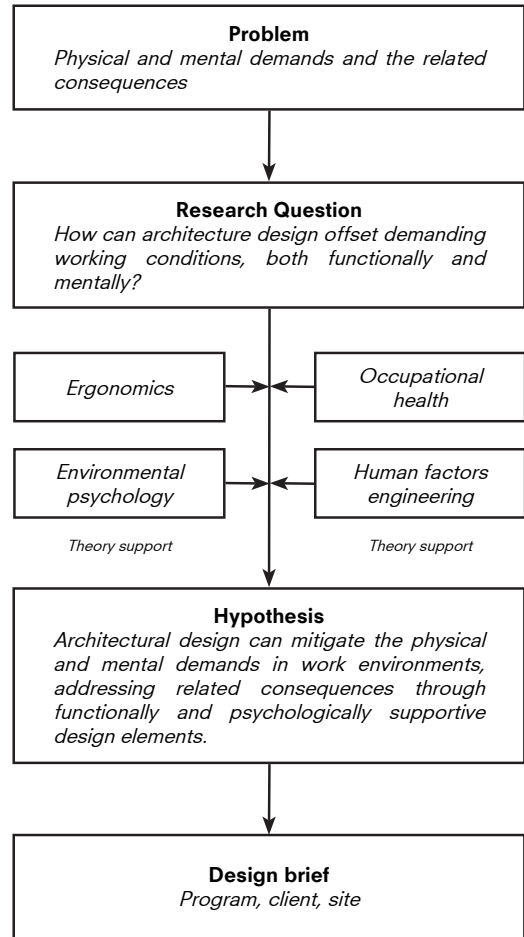 Problem
Physical and mental demands and the related
consequences
Research Question
How can architecture design offset demanding
working conditions, both functionally and
mentally?
Ergonomics
Occupational
health
Environmental
psychology
Human factors
engineering
Theory support
Theory support
Hypothesis
Architectural design can mitigate the physical
and mental demands in work environments,
addressing related consequences through
functionally and psychologically supportive
design elements.
Design brief
Program, client, site